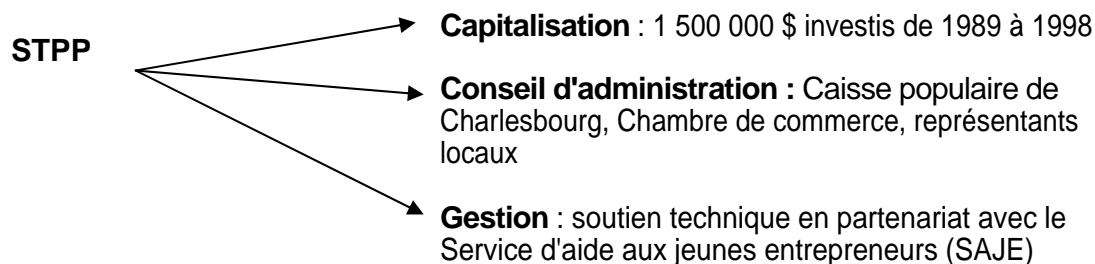 STPP
Capitalisation : 1 500 000 $ investis de 1989 à 1998
Conseil d'administration : Caisse populaire de
Charlesbourg, Chambre de commerce, représentants
locaux
Gestion : soutien technique en partenariat avec le
Service d'aide aux jeunes entrepreneurs (SAJE)